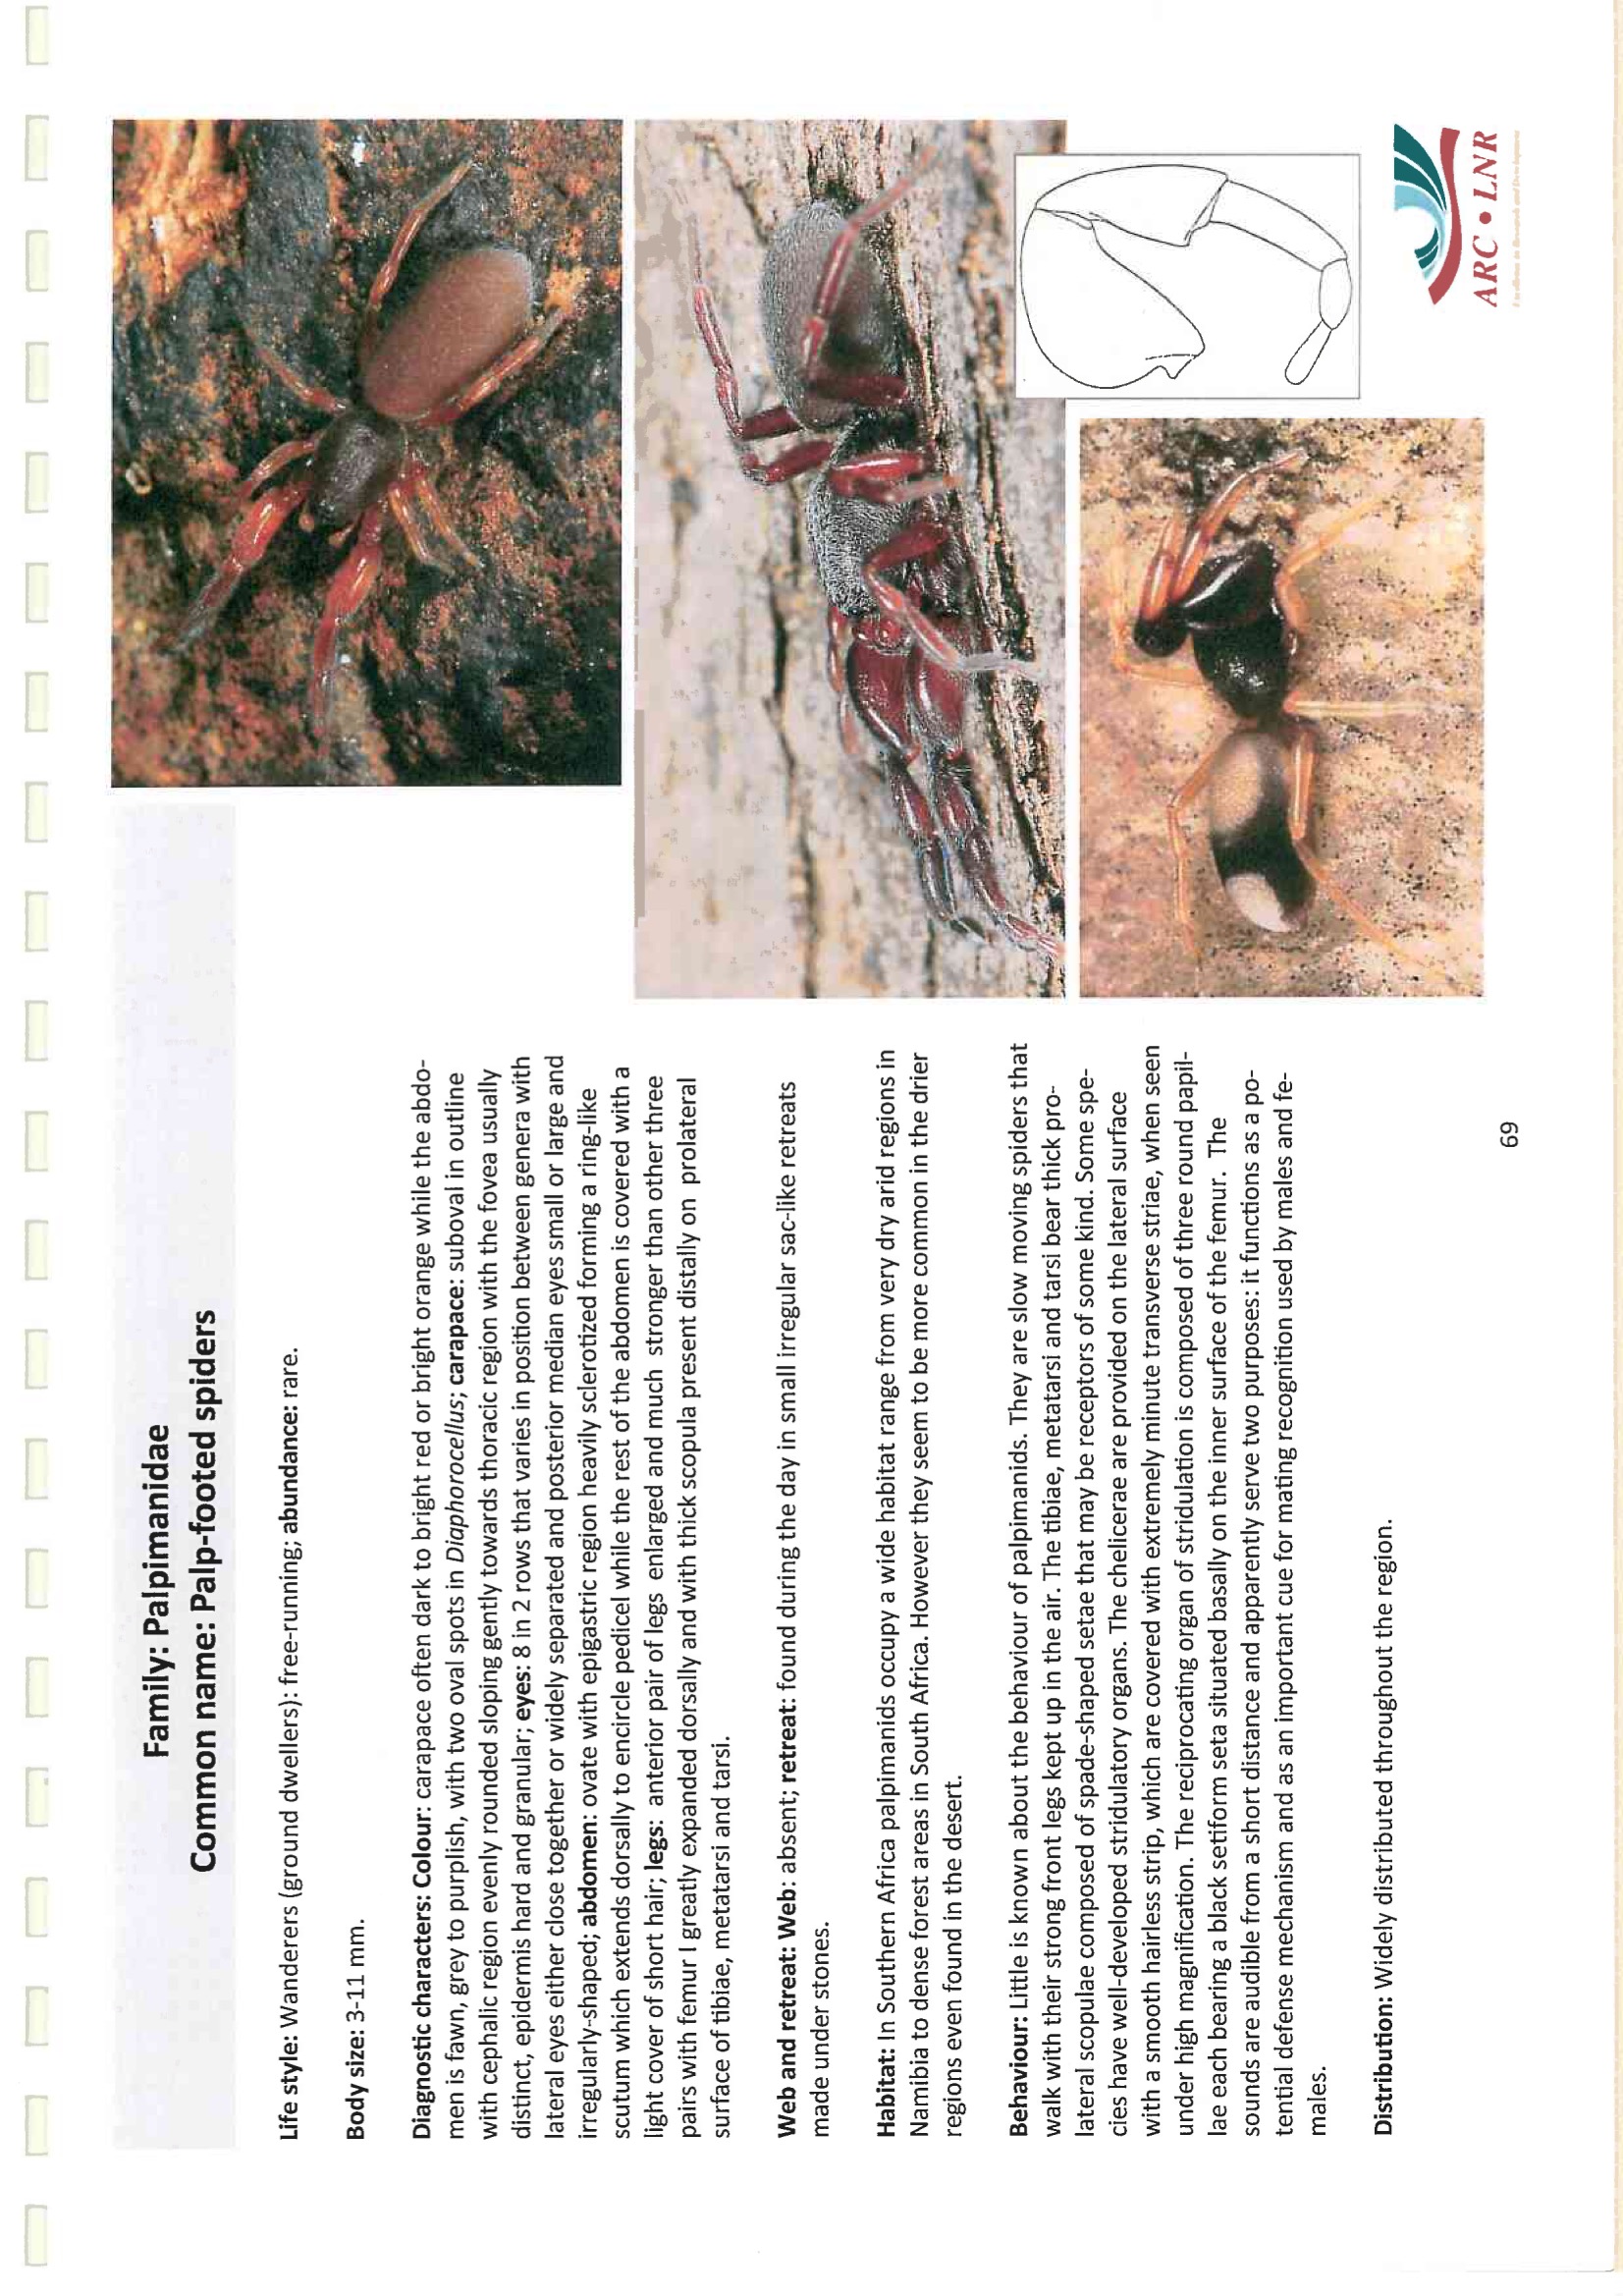 Family: Palpimanidae
Common name: Palp-footed spiders
Life style: Wanderers (ground dwellers): free-running; abundance: rare.
Body size: 3-11 mm.
Diagnostic characters: Colour: carapace often dark to bright red or bright orange while the abdo-
men is fawn, grey to purplish, with two oval spots in Diaphorocellus; carapace: suboval in outline
with cephalic region evenly rounded sloping gently towards thoracic region with the fovea usually
distinct, epidermis hard and granular; eyes: 8 in 2 rows that varies in position between genera with
lateral eyes either close together or widely separated and posterior median eyes small or large and
irregularly-shaped; abdomen: ovate with epigastric region heavily sclerotized forming a ring-like
scutum which extends dorsally to encircle pedicel while the rest of the abdomen is covered with a
light cover of short hair; legs: anterior pair of legs enlarged and much stronger than other three
pairs with femur I greatly expanded dorsally and with thick scopula present distally on prolateral
surface of tibiae, metatarsi and tarsi.
Web and retreat: Web: absent; retreat: found during the day in small irregular sac-like retreats
made under stones.
Habitat: In Southern Africa palpimanids occupy a wide habitat range from very dry arid regions in
Namibia to dense forest areas in South Africa. However they seem to be more common in the drier
regions even found in the desert.
Behaviour: Little is known about the behaviour of palpimanids. They are slow moving spiders that
walk with their strong front legs kept up in the air. The tibiae, metatarsi and tarsi bear thick pro-
lateral scopulae composed of spade-shaped setae that may be receptors of some kind. Some spe-
cies have well-developed stridulatory organs. The chelicerae are provided on the lateral surface
with a smooth hairless strip, which are covered with extremely minute transverse striae, when seen
under high magnification. The reciprocating organ of stridulation is composed of three round papil-
lae each bearing a black setiform seta situated basally on the inner surface of the femur. The
sounds are audible from a short distance and apparently serve two purposes: it functions as a po-
tential defense mechanism and as an important cue for mating recognition used by males and fe-
males.
Distribution: Widely distributed throughout the region.
69
ARC • LNR
Excellence in Research and Development